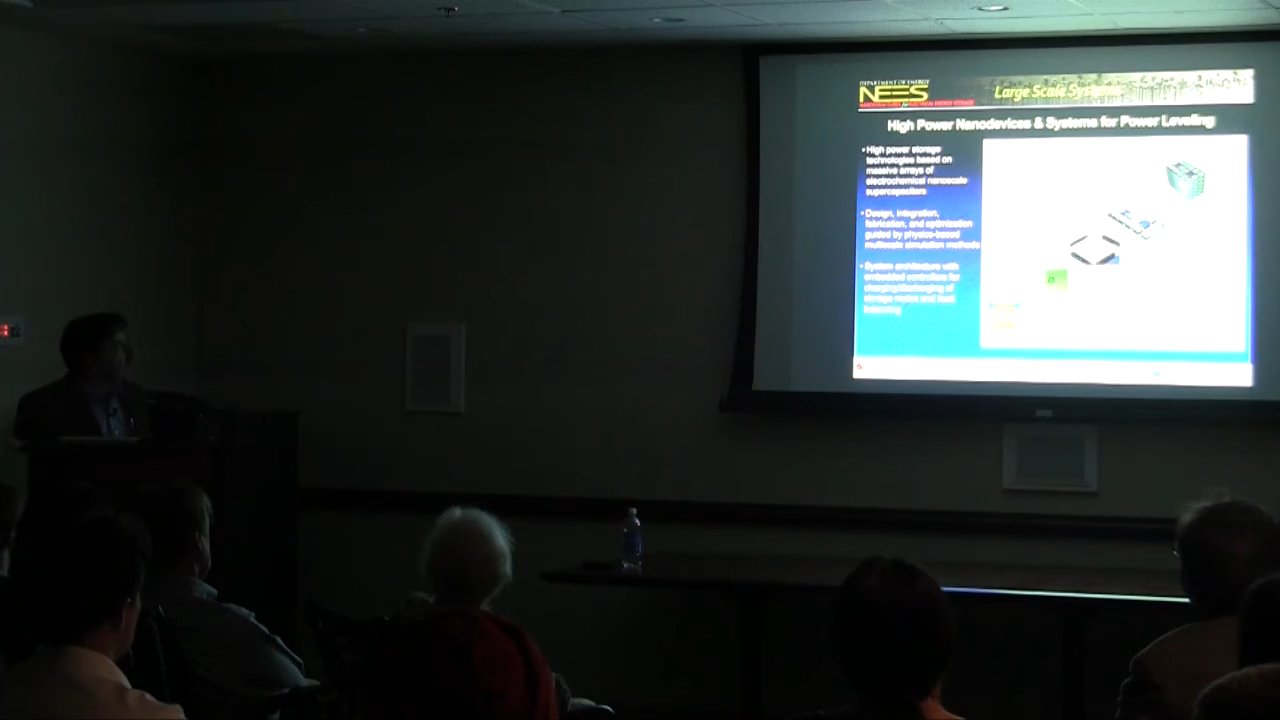 DEPARTMENT OF ENERGY
NEES
Large Scale Systems
High Power Nanodevices & Systems for Power Leveling
• High power storage
technologies based on
massive arrays of
electrochemical nanoscale
supercapacitors
• Design, integration,
fabrication, and optimization
guided by physics-based
multiscale simulation methods
• System architecture with
embedded controllers for
charging/discharging of
storage nodes and load